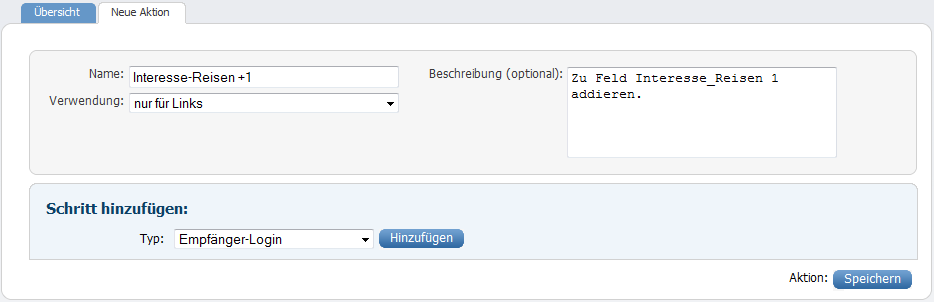 Übersicht
Neue Aktion
Name: Interesse-Reisen +1
Beschreibung (optional): Zu Feld Interesse_Reisen 1
addieren.
Verwendung: nur für Links
Schritt hinzufügen:
Typ: Empfänger-Login Hinzufügen
Aktion: Speichern